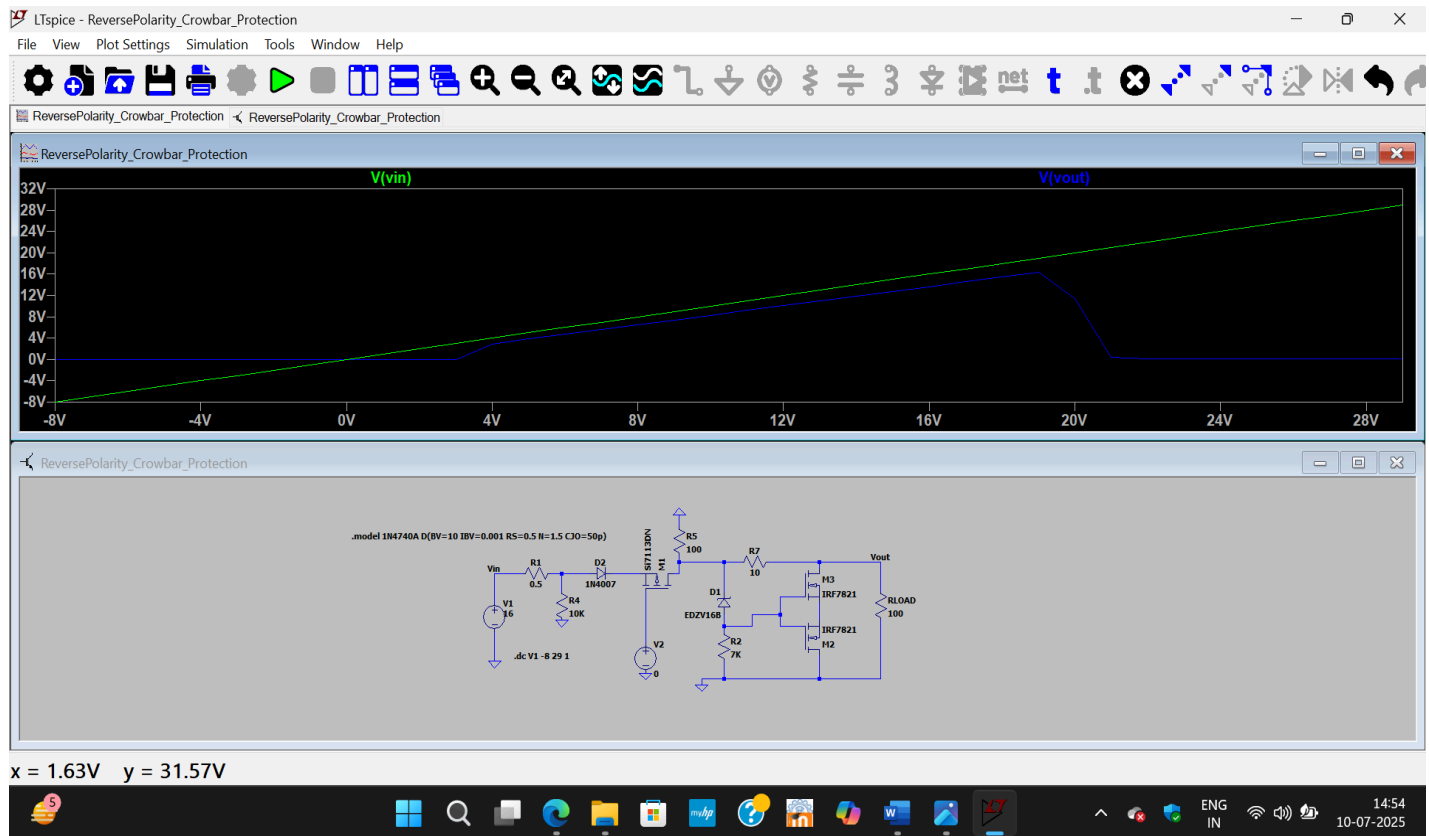 LTspice - ReversePolarity_Crowbar_Protection
File View Plot Settings Simulation Tools Window Help
net t .t
ReversePolarity_Crowbar_Protection ReversePolarity_Crowbar_Protection
ReversePolarity_Crowbar_Protection
V(vin) V(vout)
32V
28V
24V
20V
16V
12V
8V
4V
0V
-4V
-8V
-8V -4V 0V 4V 8V 12V 16V 20V 24V 28V
ReversePolarity_Crowbar_Protection
.model 1N4740A D(BV=10 IBV=0.001 RS=0.5 N=1.5 CJO=50p)
Vin
R1
0.5
D2
1N4007
Si7113DN
M1
R5
100
R7
10
Vout
V1
16
R4
10K
D1
EDZV16B
M3
IRF7821
RLOAD
100
IRF7821
M2
R2
7K
V2
0
.dc V1 -8 29 1
x = 1.63V y = 31.57V
5
myhp
ENG
IN
14:54
10-07-2025